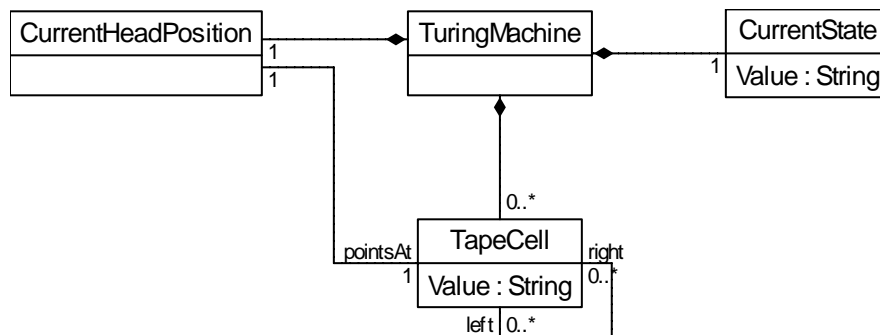 CurrentHeadPosition
TuringMachine
CurrentState
1
1
1
Value : String
0..*
pointsAt
TapeCell
right
1
Value : String
0..*
left
0..*